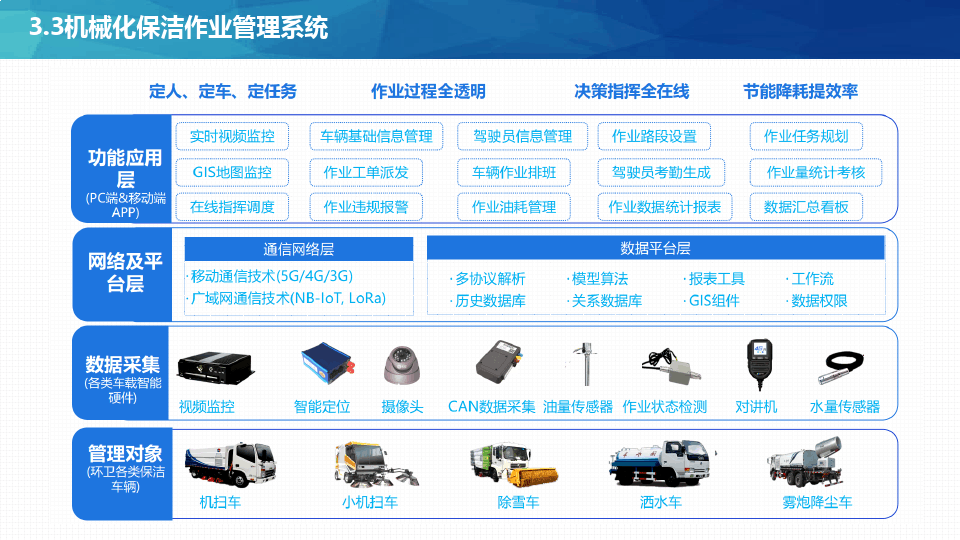 3.3机械化保洁作业管理系统
定人、定车、定任务 作业过程全透明 决策指挥全在线 节能降耗提效率
功能应用
层
(PC端&移动端
APP)
实时视频监控 车辆基础信息管理 驾驶员信息管理 作业路段设置 作业任务规划
GIS地图监控 作业工单派发 车辆作业排班 驾驶员考勤生成 作业量统计考核
在线指挥调度 作业违规报警 作业油耗管理 作业数据统计报表 数据汇总看板
网络及平
台层
通信网络层
·移动通信技术(5G/4G/3G)
·广域网通信技术(NB-IoT, LoRa)
数据平台层
·多协议解析 ·模型算法 ·报表工具 ·工作流
·历史数据库 ·关系数据库 ·GIS组件 ·数据权限
数据采集
(各类车载智能
硬件)
视频监控 智能定位 摄像头 CAN数据采集 油量传感器 作业状态检测 对讲机 水量传感器
管理对象
(环卫各类保洁
车辆)
机扫车 小机扫车 除雪车 洒水车 雾炮降尘车